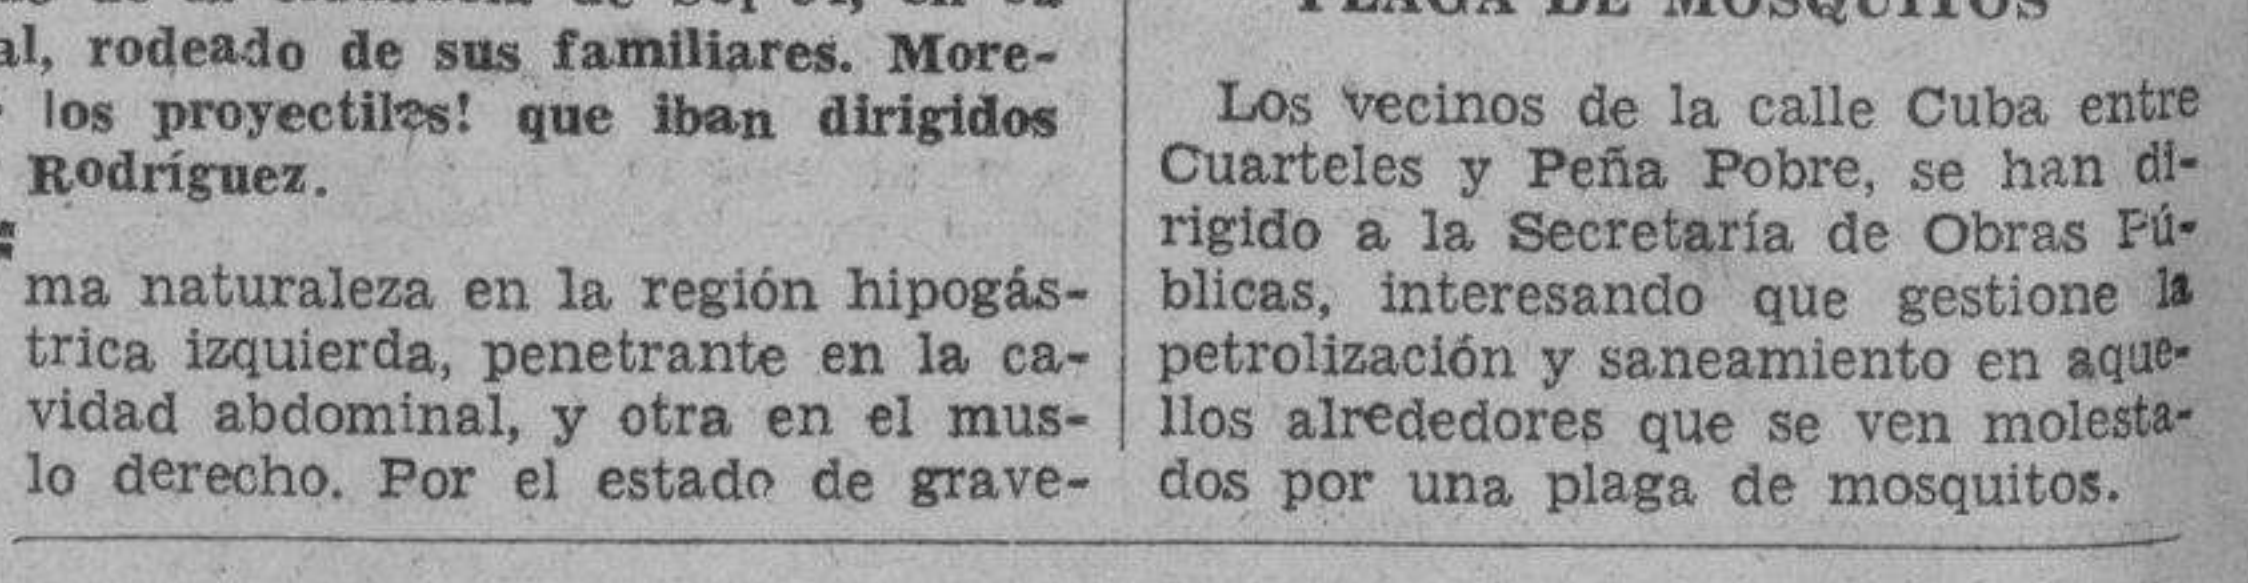 al, rodeado de sus familiares. More-
los proyectiles! que iban dirigidos
Rodríguez.
ma naturaleza en la región hipogás-
trica izquierda, penetrante en la ca-
vidad abdominal, y otra en el mus-
lo derecho. Por el estado de grave-
PLAGA DE MOSQUITOS
Los vecinos de la calle Cuba entre
Cuarteles y Peña Pobre, se han di-
rigido a la Secretaría de Obras Pú-
blicas, interesando que gestione la
petrolización y saneamiento en aque-
llos alrededores que se ven molesta-
dos por una plaga de mosquitos.